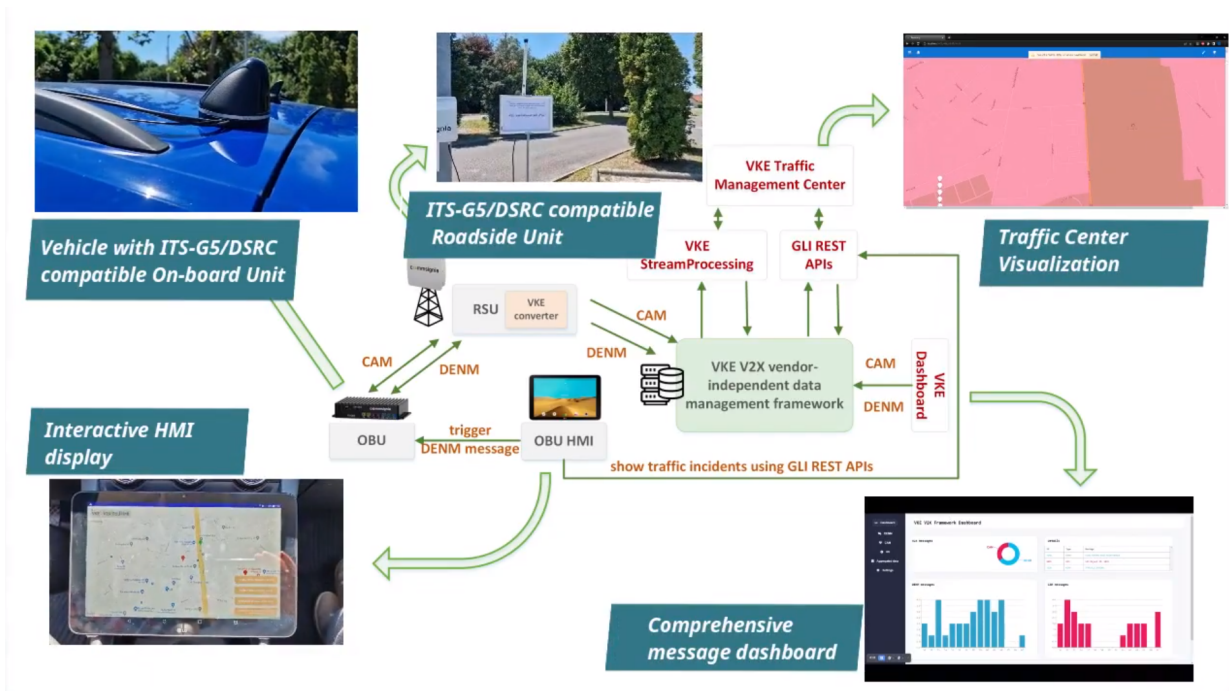 Vehicle with ITS-G5/DSRC
compatible On-board Unit
ITS-G5/DSRC compatible
Roadside Unit
VKE Traffic
Management Center
VKE
StreamProcessing
GLI REST
APIs
Traffic Center
Visualization
RSU
VKE
converter
CAM
DENM
CAM
DENM
VKE V2X vendor-
independent data
management framework
CAM
DENM
VKE
Dashboard
Interactive HMI
display
OBU
trigger
DENM message
OBU HMI
show traffic incidents using GLI REST APIs
Comprehensive
message dashboard
VKE V2X Framework Dashboard